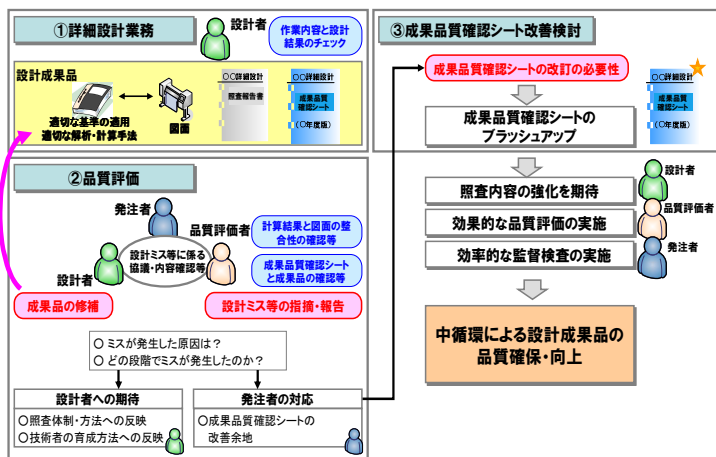 ①詳細設計業務
設計者
作業内容と設計
結果のチェック
設計成果品
適切な基準の適用
適切な解析・計算手法
図面
〇〇詳細設計
照査報告書
〇〇詳細設計
成果品質
確認シート
(〇年度版)
②品質評価
発注者
品質評価者
設計者
設計ミス等に係る
協議・内容確認等
計算結果と図面の整
合性の確認等
成果品質確認シート
と成果品の確認等
成果品の修補
設計ミス等の指摘・報告
〇 ミスが発生した原因は？
〇 どの段階でミスが発生したのか？
設計者への期待
〇照査体制・方法への反映
〇技術者の育成方法への反映
発注者の対応
〇成果品質確認シートの
改善余地
③成果品質確認シート改善検討
成果品質確認シートの改訂の必要性
〇〇詳細設計
成果品質
確認シート
(〇年度版)
成果品質確認シートの
ブラッシュアップ
照査内容の強化を期待
設計者
効果的な品質評価の実施
品質評価者
効率的な監督検査の実施
発注者
中循環による設計成果品の
品質確保・向上